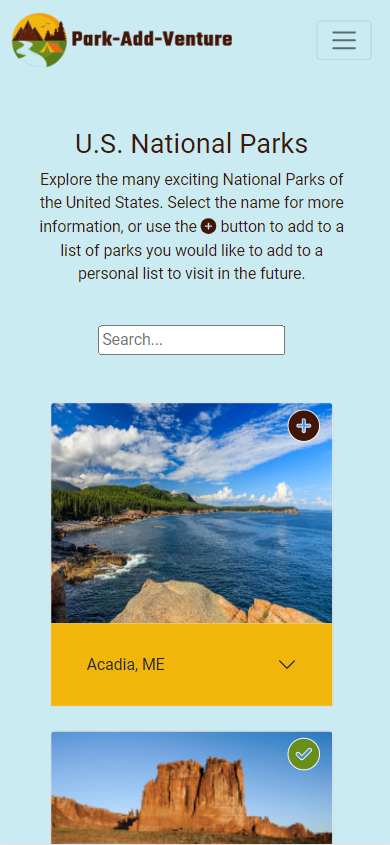 Park-Add-Venture
U.S. National Parks
Explore the many exciting National Parks of
the United States. Select the name for more
information, or use the button to add to a
list of parks you would like to add to a
personal list to visit in the future.
Search...
Acadia, ME